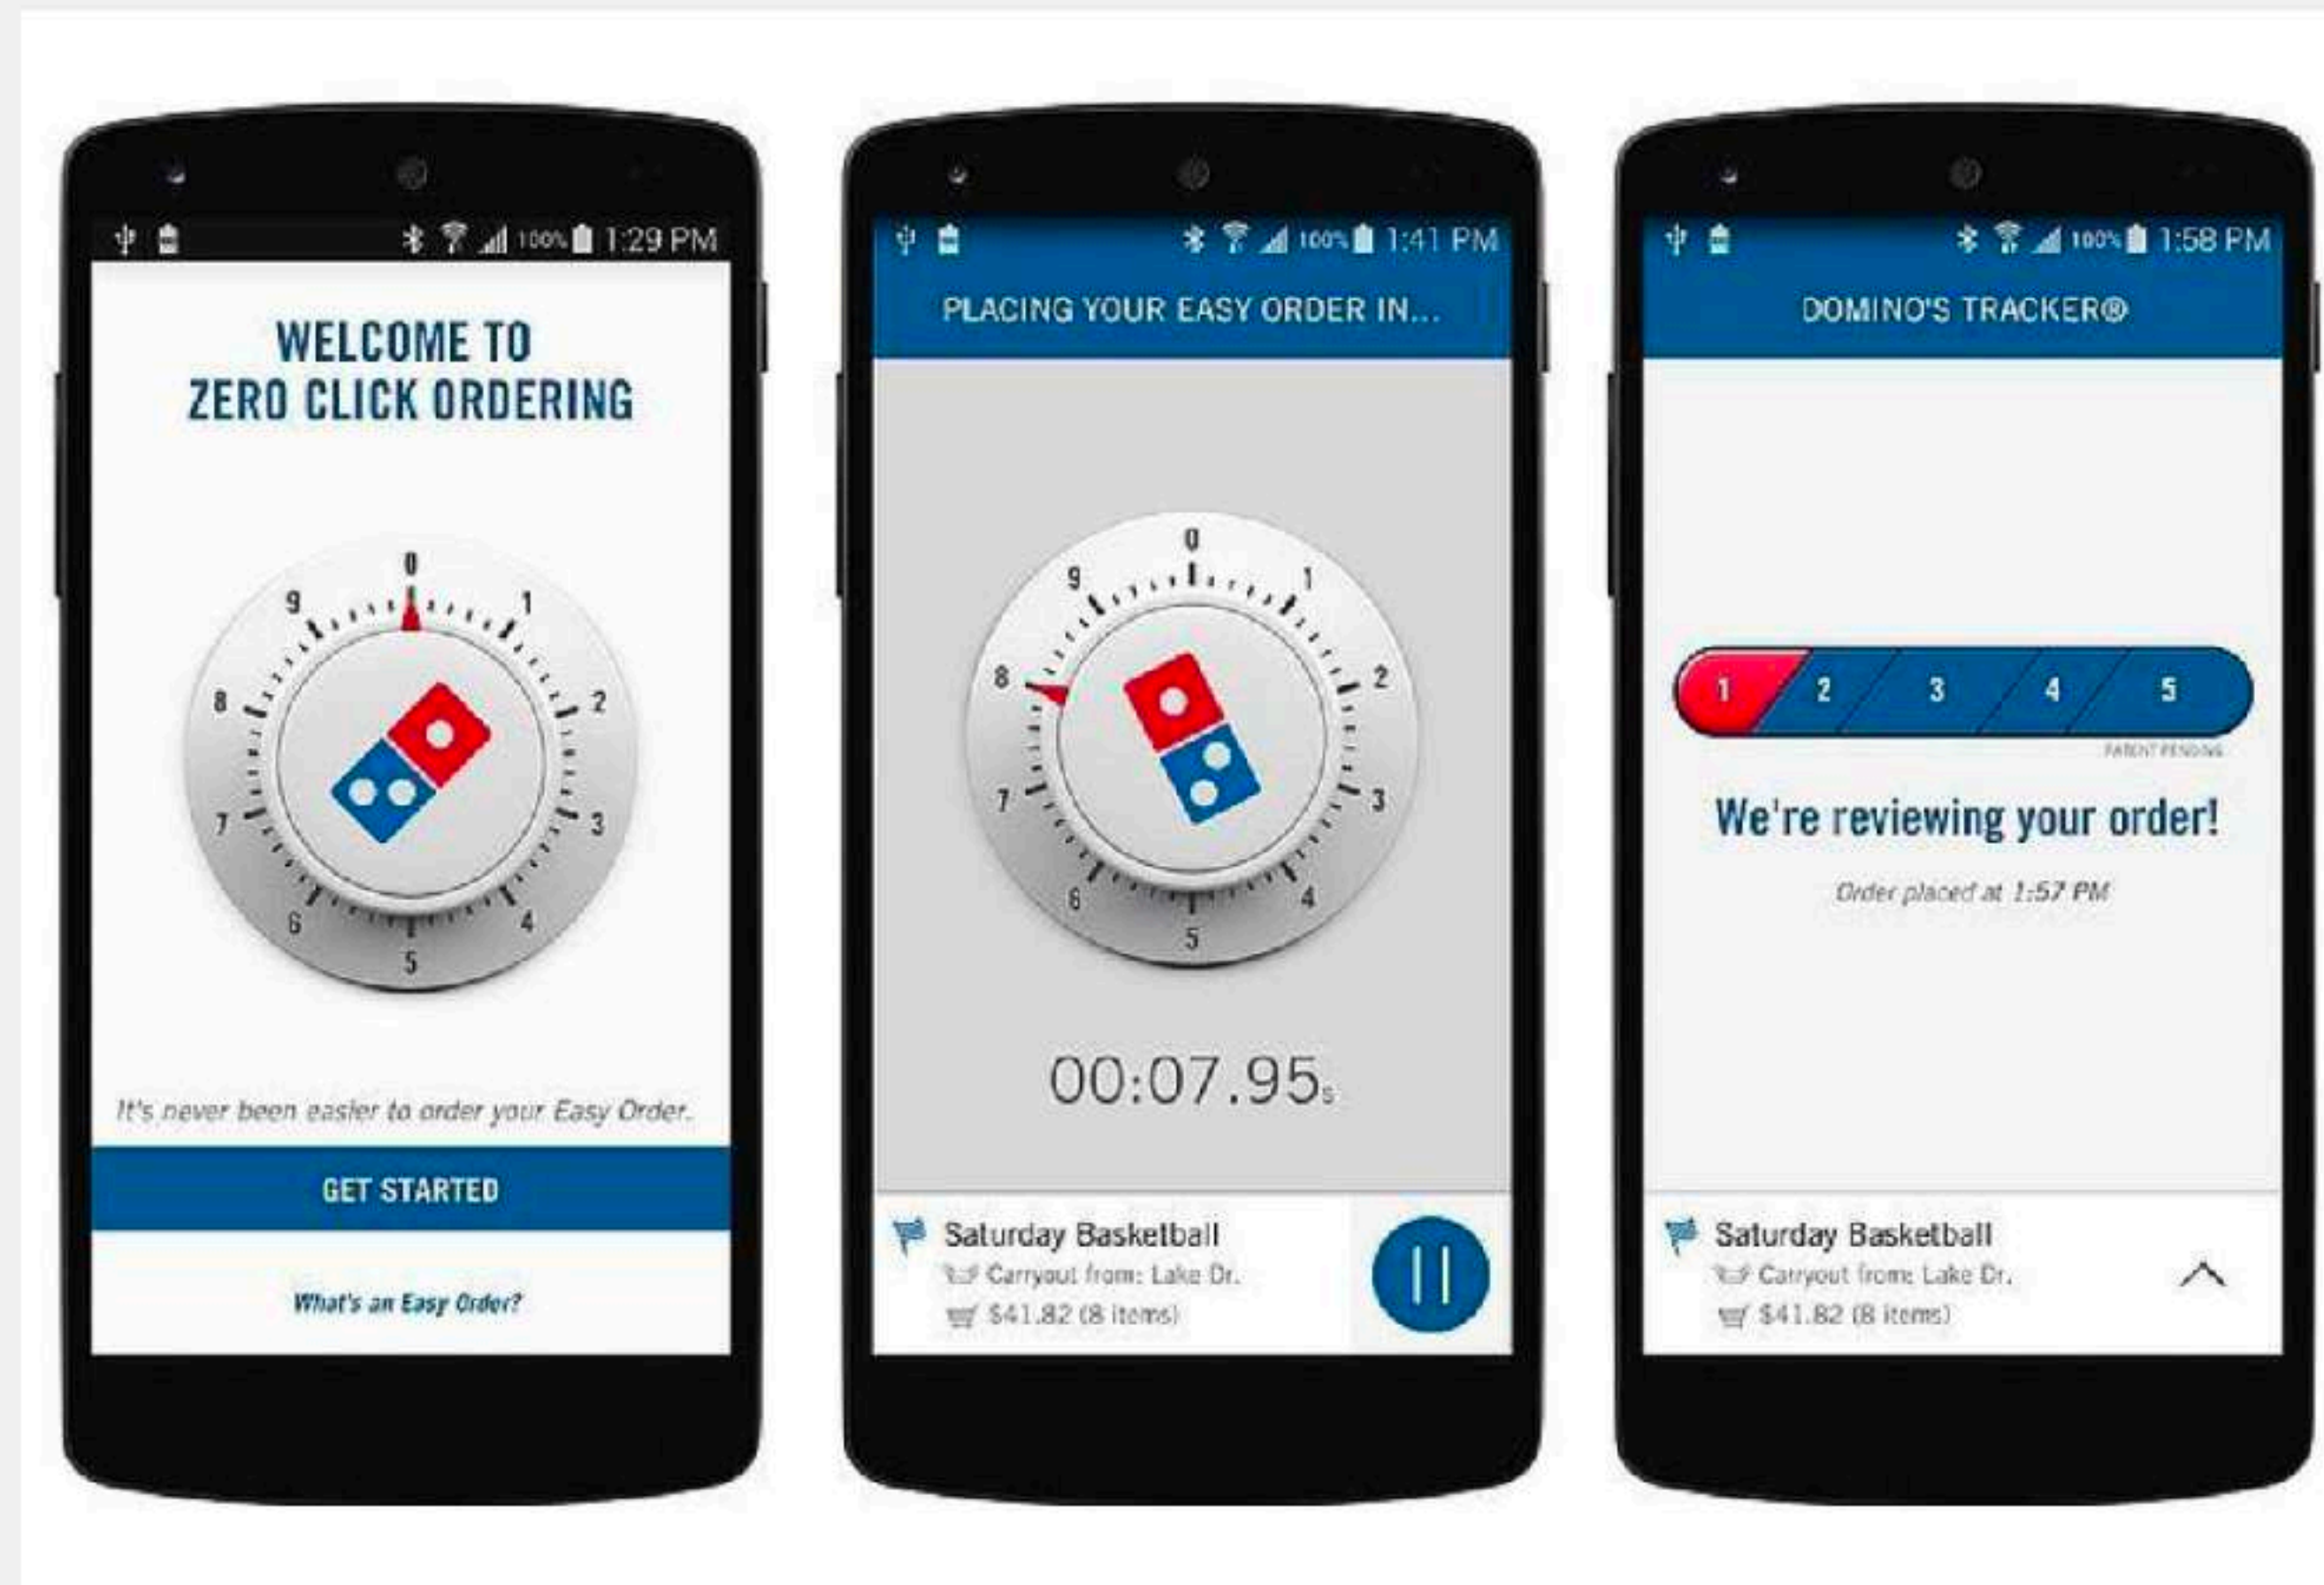 100% 1:29 PM
WELCOME TO
ZERO CLICK ORDERING
0
9 1
8 2
7 3
6 4
5
It's never been easier to order your Easy Order.
GET STARTED
What's an Easy Order?
100% 1:41 PM
PLACING YOUR EASY ORDER IN...
0
9 1
8 2
7 3
6 4
5
00:07.95s
Saturday Basketball
Carryout from: Lake Dr.
$41.82 (8 items)
100% 1:58 PM
DOMINO'S TRACKER®
1 2 3 4 5
PATENT PENDING
We're reviewing your order!
Order placed at 1:57 PM
Saturday Basketball
Carryout from: Lake Dr.
$41.82 (8 items)